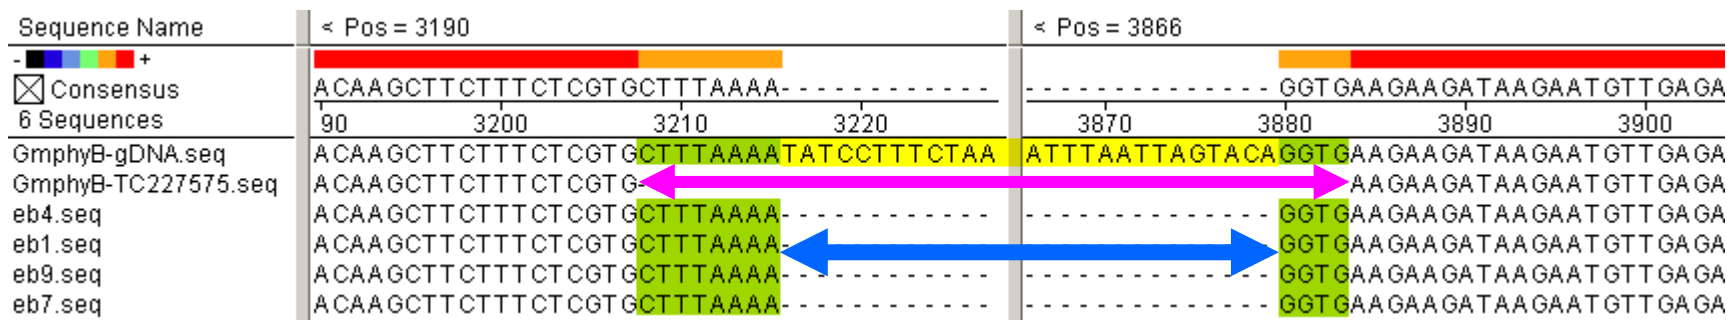 Sequence Name < Pos = 3190 < Pos = 3866
- +
Consensus ACAAGCTTCTTTCTCGTGCTTTAAAA- - - - - - - - - - - - - - - - - - - - - - - - - - GGTGAAGAAGATAAGAATGTTGAGA
6 Sequences 90 3200 3210 3220 3870 3880 3890 3900
GmphyB-gDNA.seq ACAAGCTTCTTTCTCGTGCTTTAAAATATCCTTTCTAA ATTTAATTAGTACAGGTGAAGAAGATAAGAATGTTGAGA
GmphyB-TC227575.seq ACAAGCTTCTTTCTCGTG- AAGAAGATAAGAATGTTGAGA
eb4.seq ACAAGCTTCTTTCTCGTGCTTTAAAA- - - - - - - - - - - - - - - - - - - - - - - - - - GGTGAAGAAGATAAGAATGTTGAGA
eb1.seq ACAAGCTTCTTTCTCGTGCTTTAAAA- - - - - - - - - - - - - - - - - - - - - - - - - - GGTGAAGAAGATAAGAATGTTGAGA
eb9.seq ACAAGCTTCTTTCTCGTGCTTTAAAA- - - - - - - - - - - - - - - - - - - - - - - - - - GGTGAAGAAGATAAGAATGTTGAGA
eb7.seq ACAAGCTTCTTTCTCGTGCTTTAAAA- - - - - - - - - - - - - - - - - - - - - - - - - - GGTGAAGAAGATAAGAATGTTGAGA